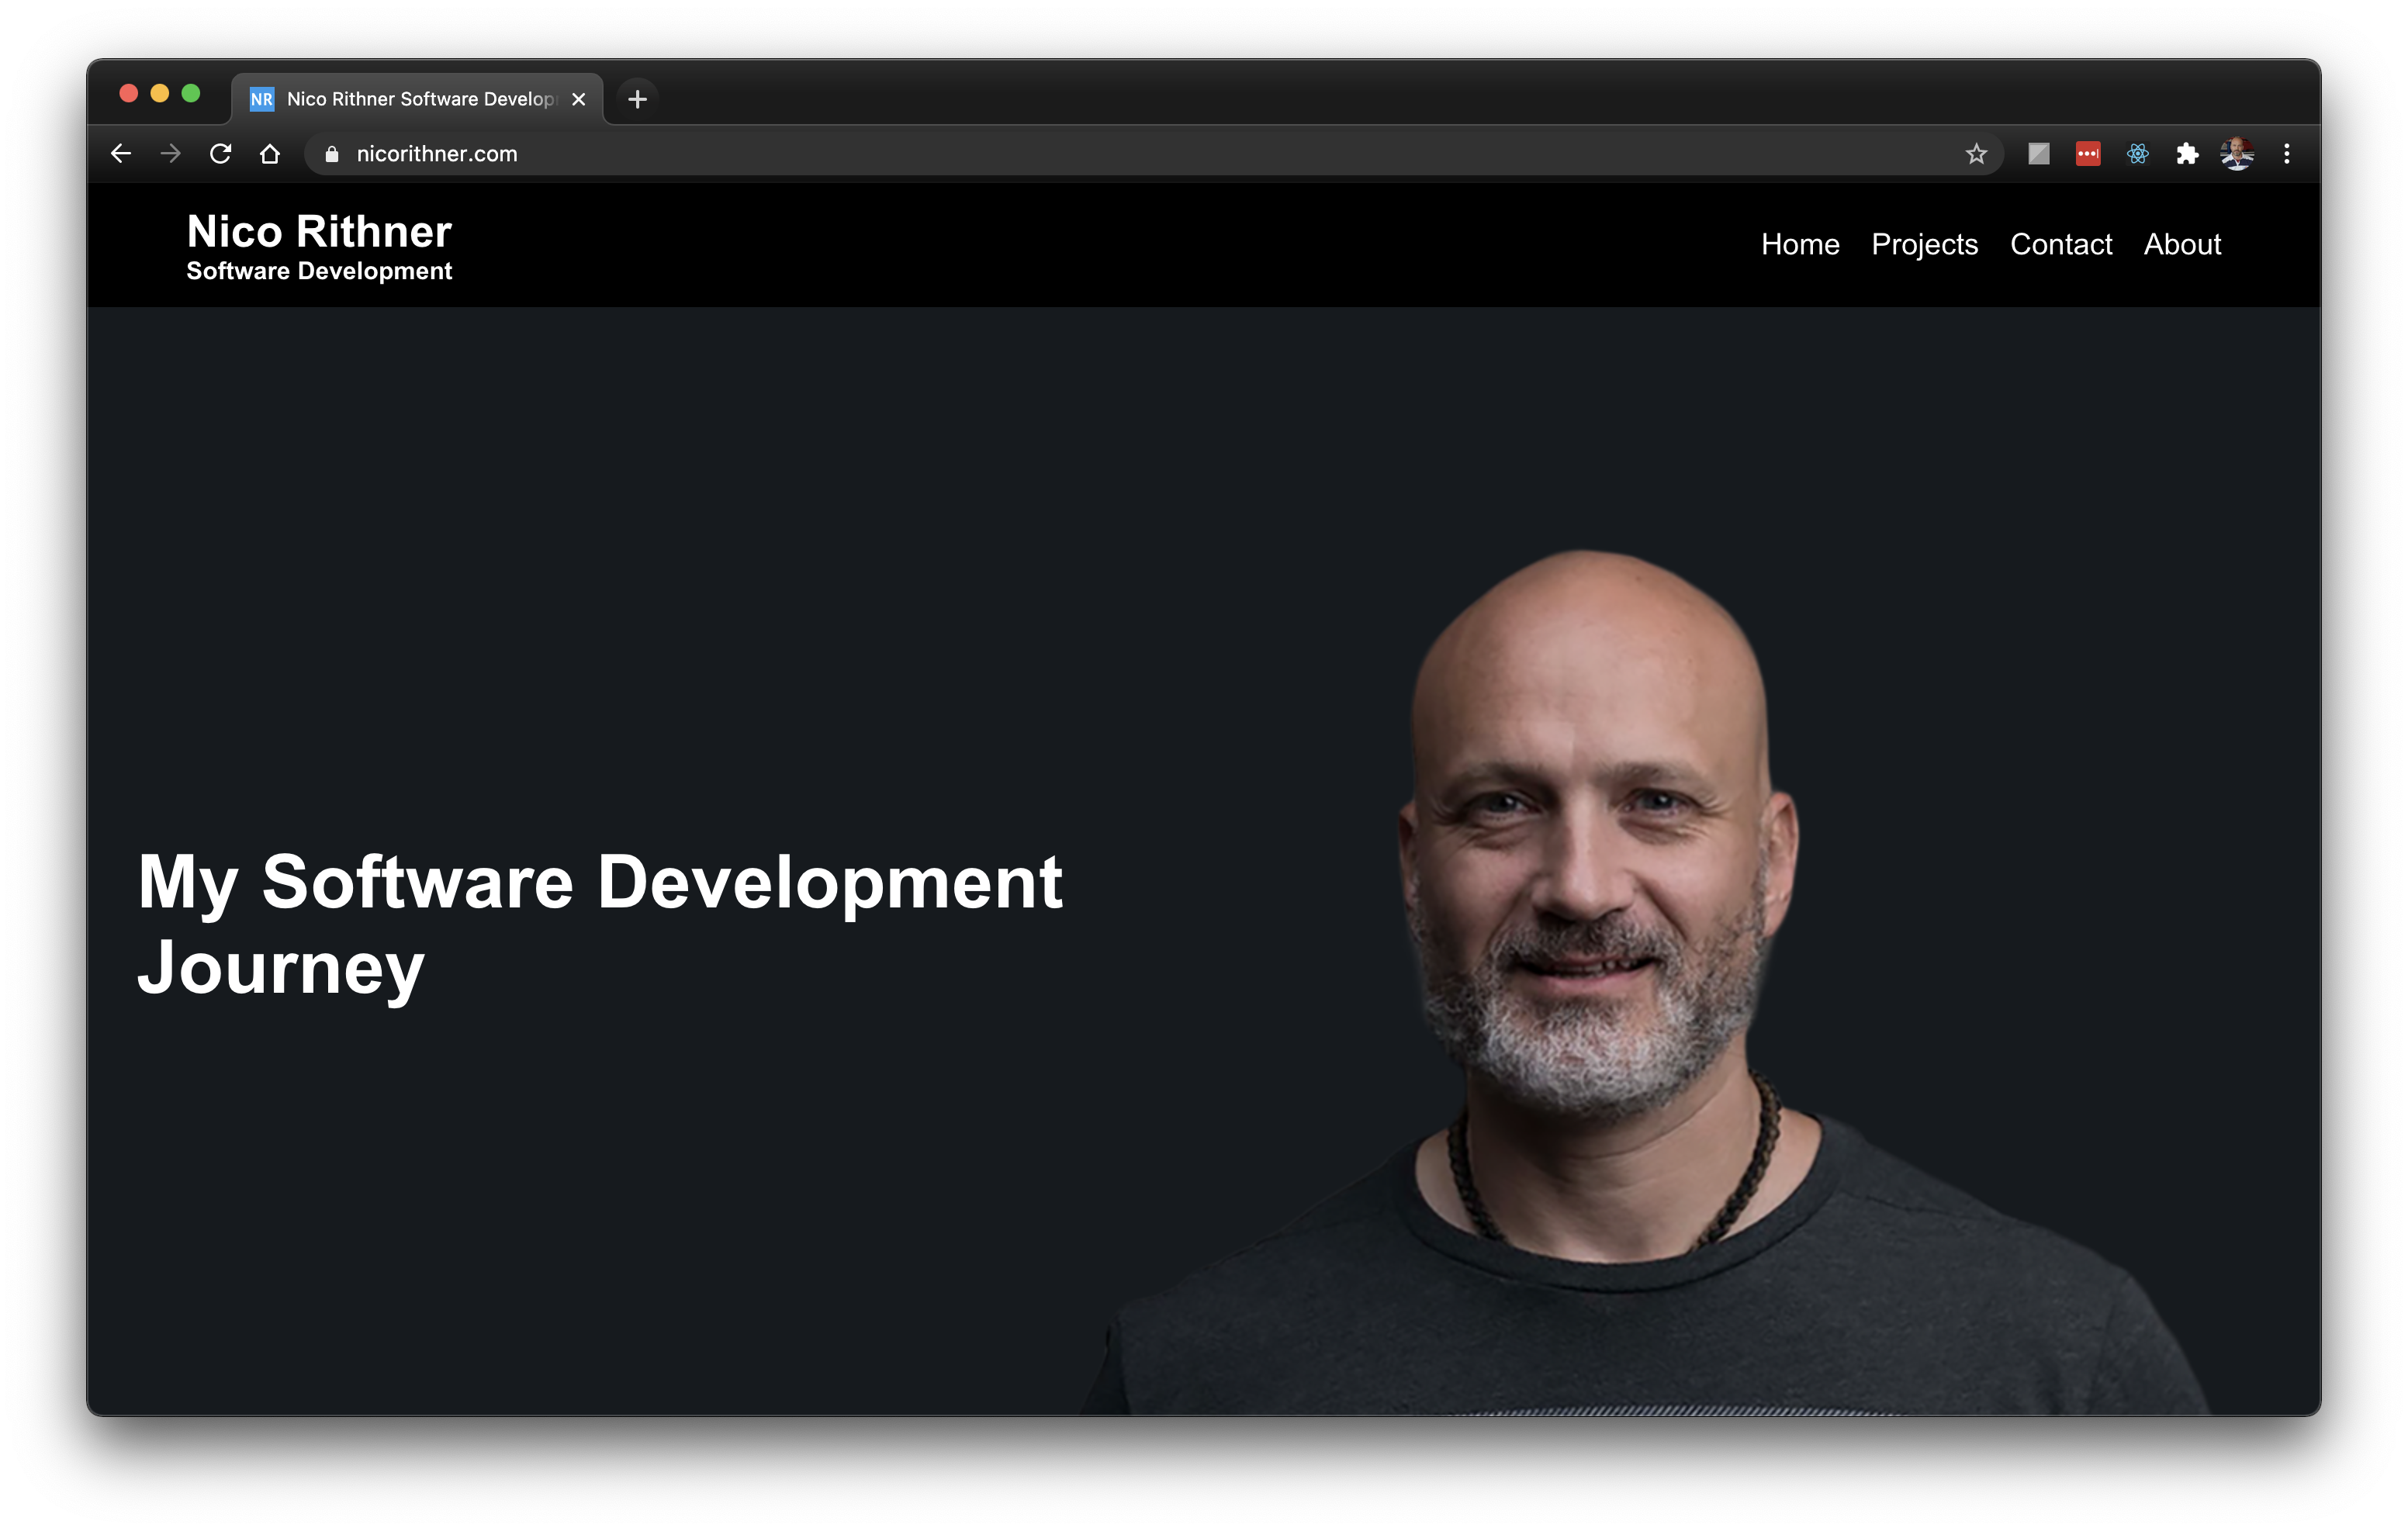 NR Nico Rithner Software Develop
nicorithner.com
Nico Rithner
Software Development
Home Projects Contact About
My Software Development
Journey